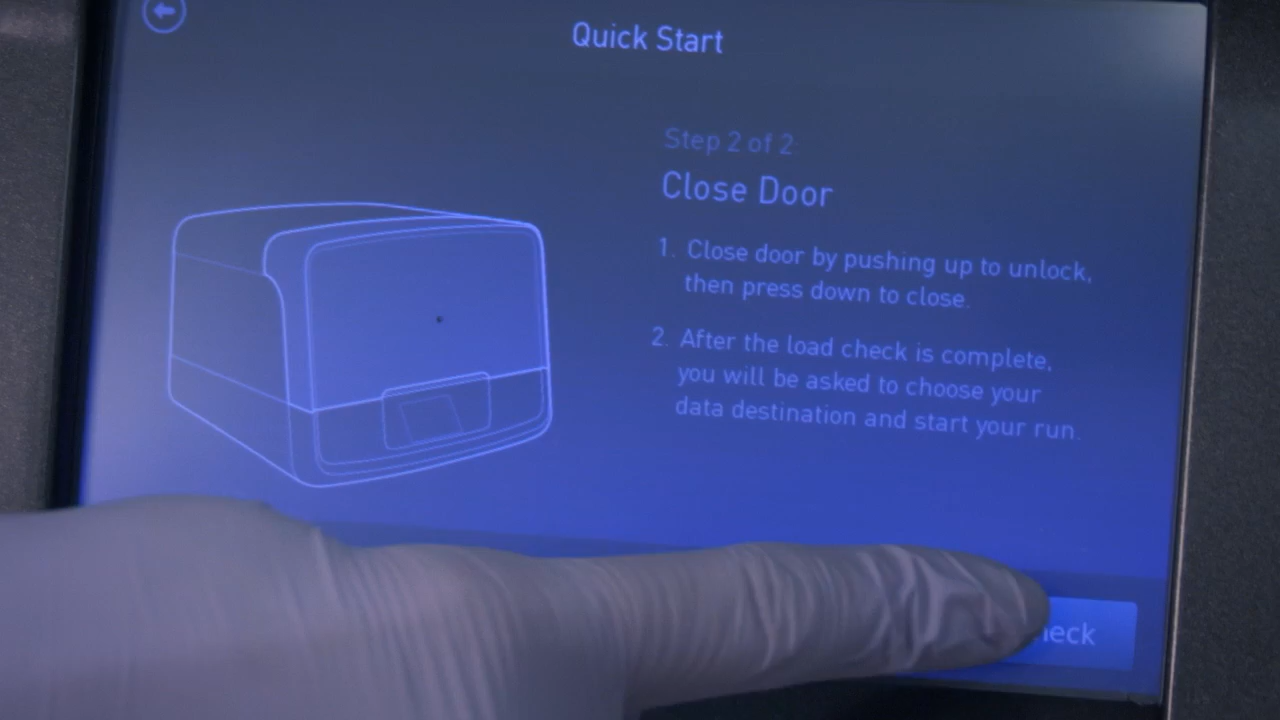 Quick Start
Step 2 of 2
Close Door
1. Close door by pushing up to unlock,
then press down to close.
2. After the load check is complete,
you will be asked to choose your
data destination and start your run.